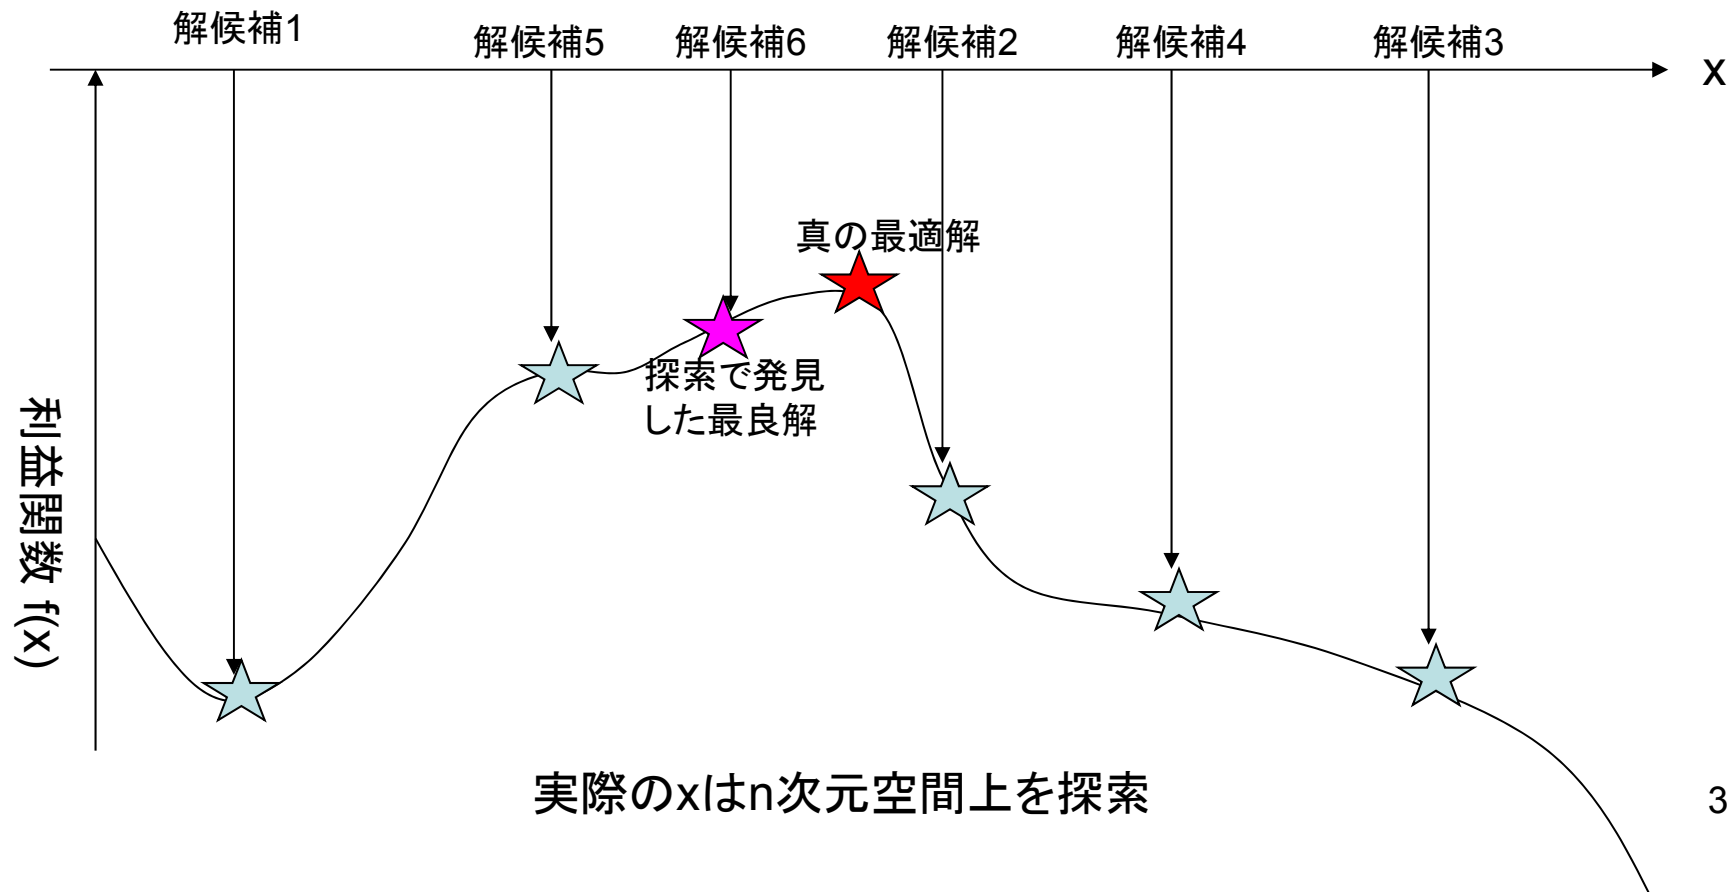 解候補1
解候補5
解候補6
解候補2
解候補4
解候補3
x
真の最適解
探索で発見
した最良解
利益関数 f(x)
実際のxはn次元空間上を探索
3